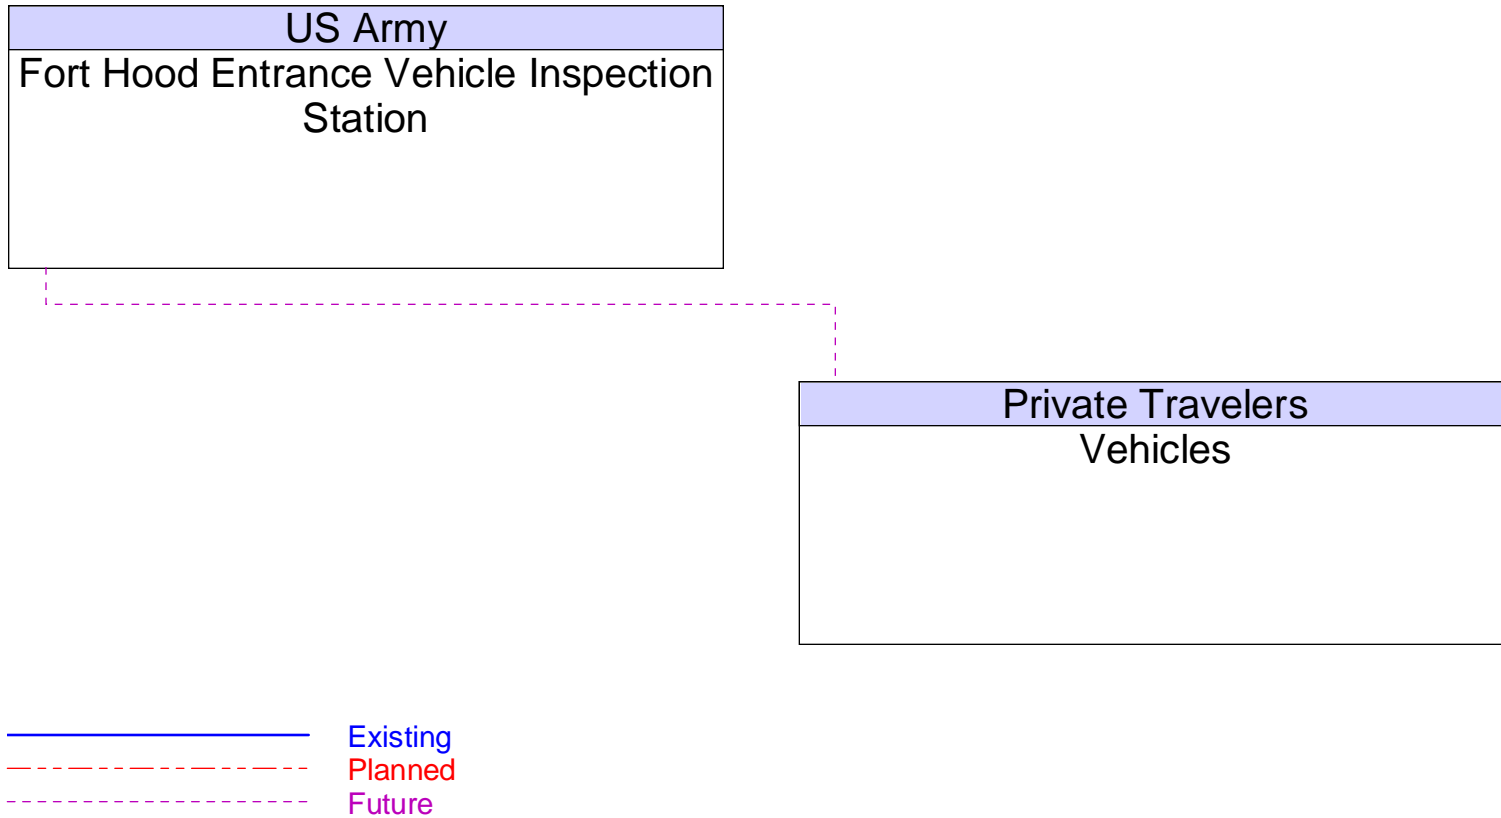 US Army
Fort Hood Entrance Vehicle Inspection
Station
Private Travelers
Vehicles
Existing
Planned
Future